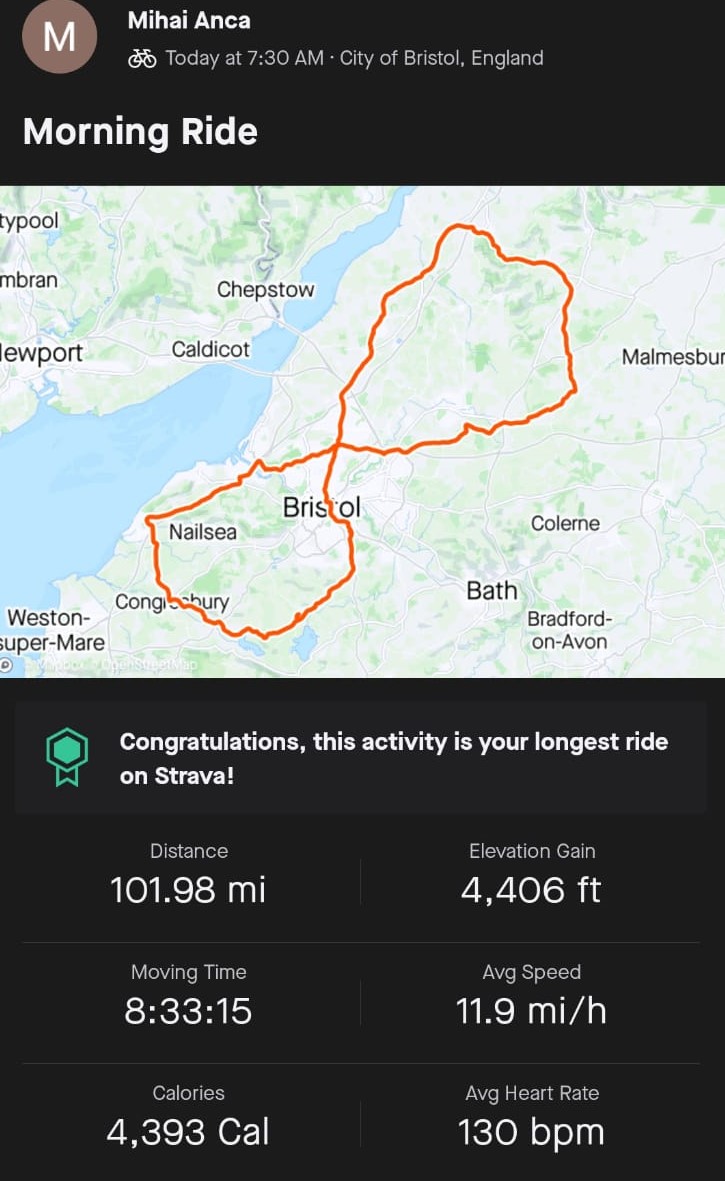 M
Mihai Anca
Today at 7:30 AM · City of Bristol, England
Morning Ride
typool
mbran
Chepstow
Caldicot
Newport
Malmesbur
Bristol
Nailsea
Colerne
Bath
Congresbury
Weston-
super-Mare
Bradford-
on-Avon
© Mapbox © OpenStreetMap
Congratulations, this activity is your longest ride
on Strava!
Distance
101.98 mi
Elevation Gain
4,406 ft
Moving Time
8:33:15
Avg Speed
11.9 mi/h
Calories
4,393 Cal
Avg Heart Rate
130 bpm